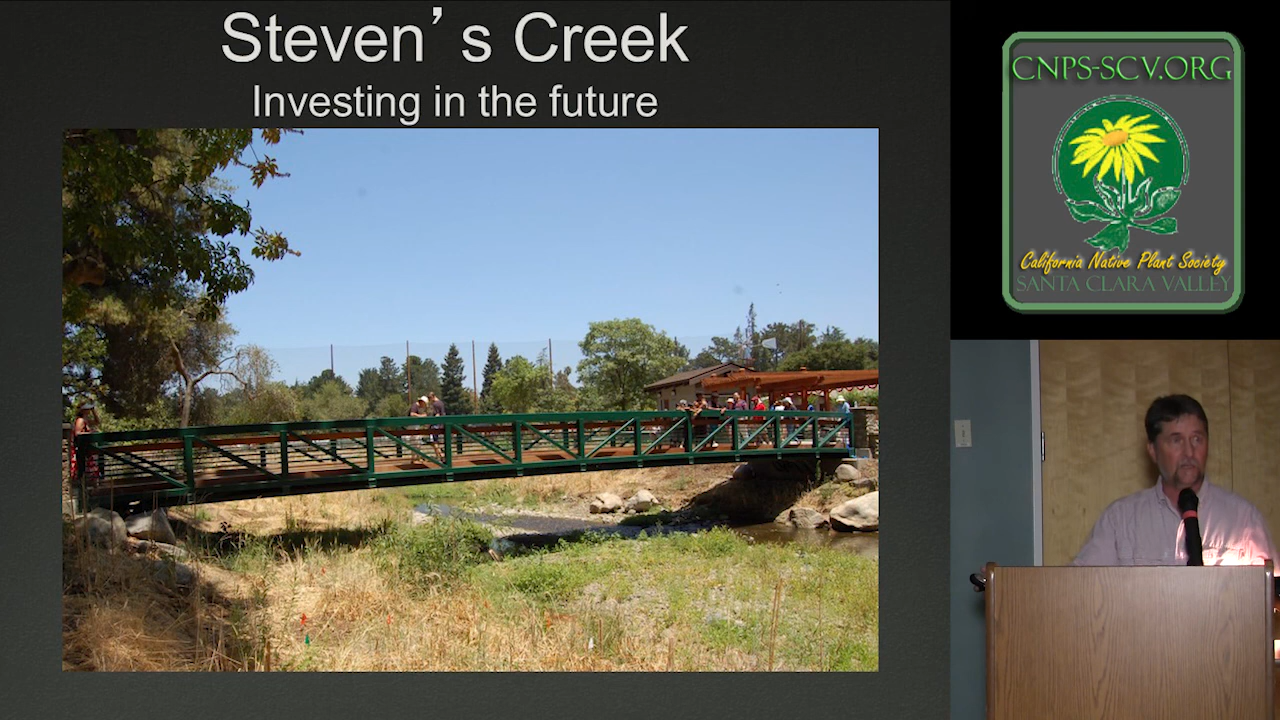 Steven’s Creek
Investing in the future
CNPS-SCV.ORG
California Native Plant Society
SANTA CLARA VALLEY